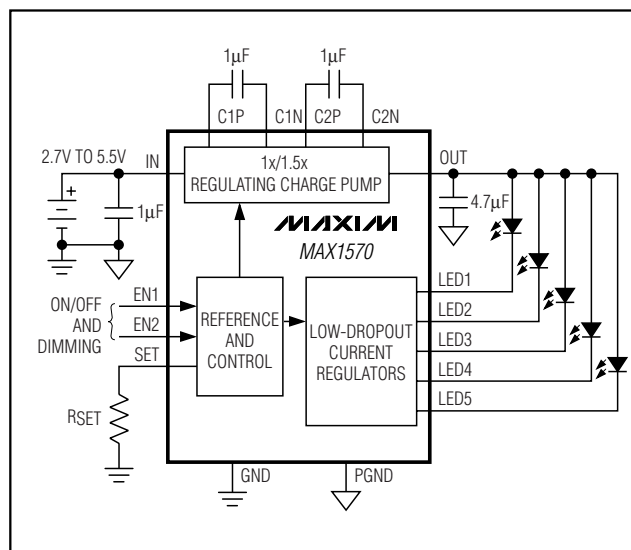 1µF
1µF
C1P
C1N
C2P
C2N
2.7V TO 5.5V
IN
1x/1.5x
REGULATING CHARGE PUMP
OUT
1µF
4.7µF
MAXIM
MAX1570
ON/OFF
AND
DIMMING
EN1
EN2
SET
REFERENCE
AND
CONTROL
LOW-DROPOUT
CURRENT
REGULATORS
LED1
LED2
LED3
LED4
LED5
RSET
GND
PGND